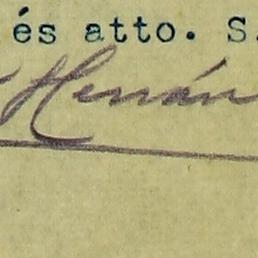 és atto. S.
Hernán